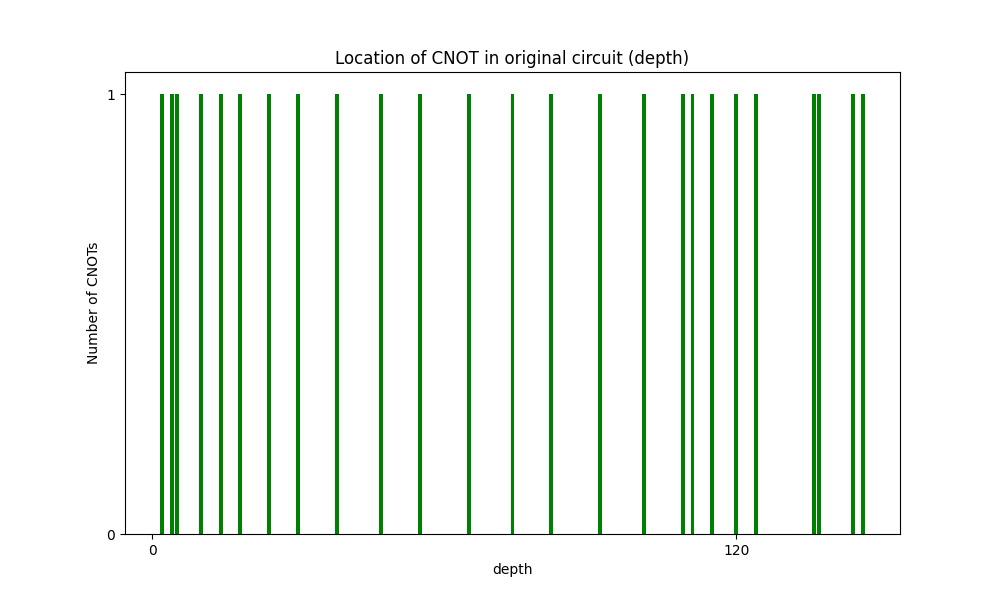 Location of CNOT in original circuit (depth)
1
Number of CNOTs
0
0 120
depth